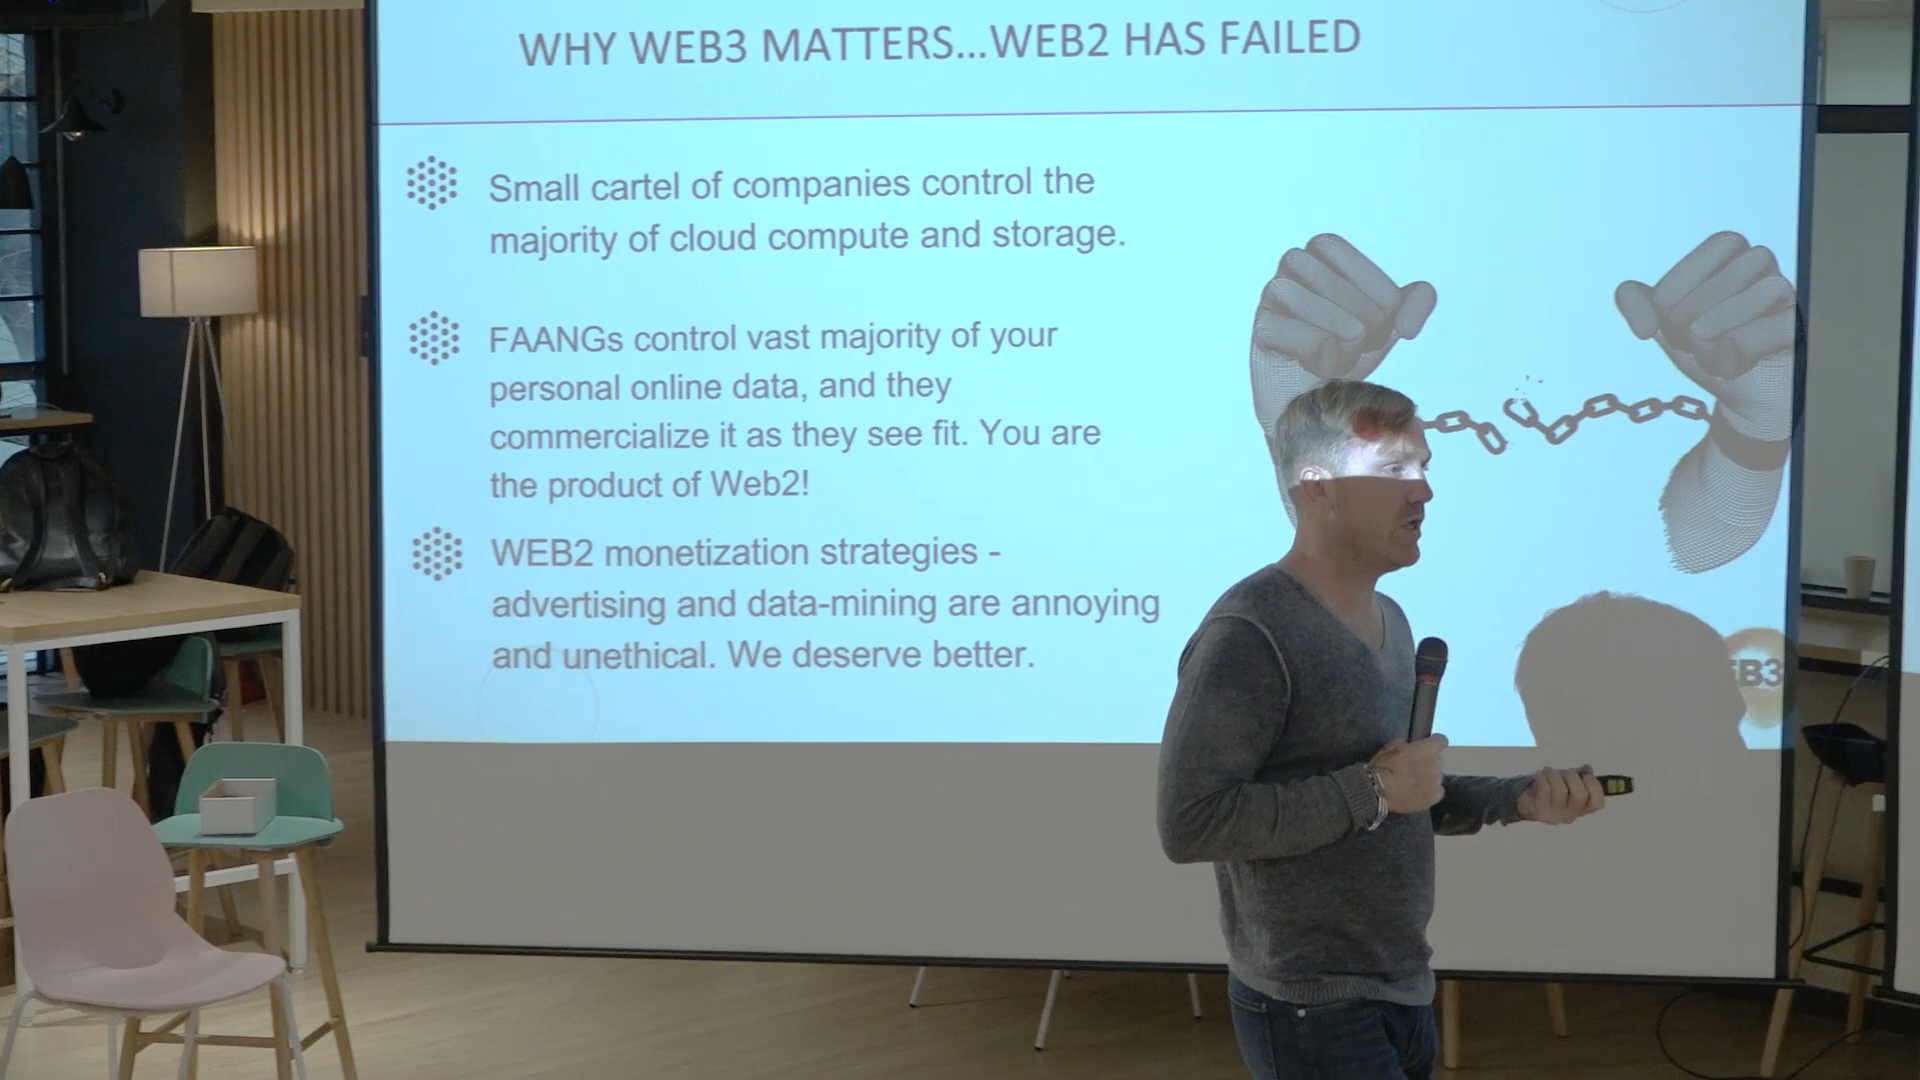 WHY WEB3 MATTERS...WEB2 HAS FAILED
Small cartel of companies control the
majority of cloud compute and storage.
FAANGs control vast majority of your
personal online data, and they
commercialize it as they see fit. You are
the product of Web2!
WEB2 monetization strategies -
advertising and data-mining are annoying
and unethical. We deserve better.
B3